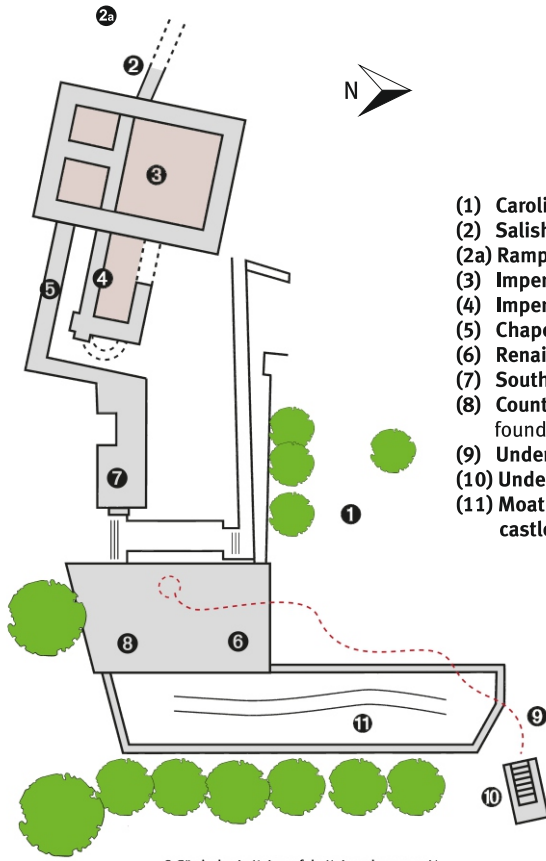 2a
2
N
3
(1) Caroli
(2) Salish
(2a) Ramp
(3) Imper
4
(4) Imper
5
(5) Chape
(6) Renai
(7) South
(8) Count
found
7
(9) Under
(10) Unde
(11) Moat
castle
1
8
6
11
9
10